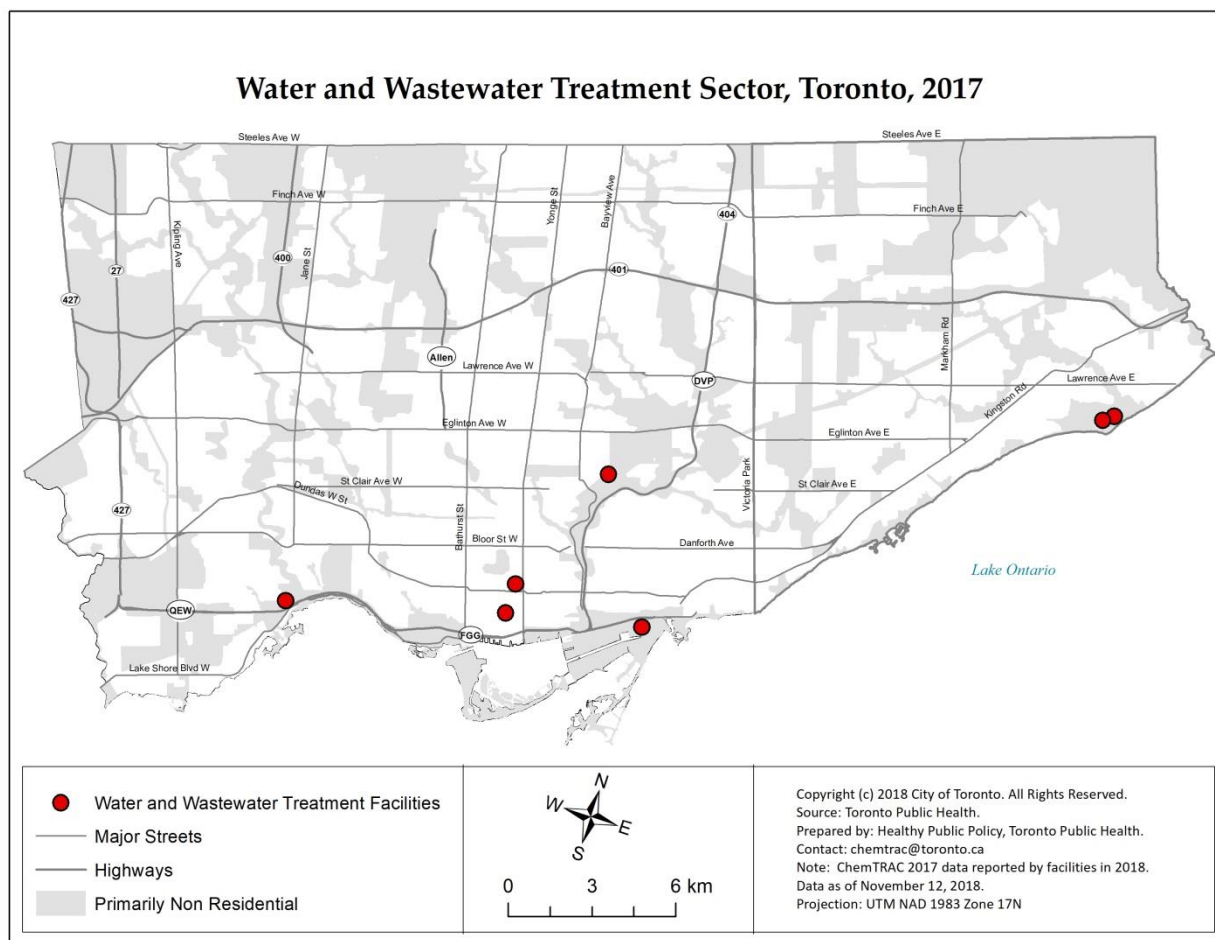 Water and Wastewater Treatment Sector, Toronto, 2017
Steeles Ave W
Steeles Ave E
Finch Ave W
Finch Ave E
Kipling Ave
Jane St
Yonge St
Bayview Ave
404
400
27
427
401
Markham Rd
Allen
Lawrence Ave W
DVP
Lawrence Ave E
Kingston Rd
Eglinton Ave W
Eglinton Ave E
St Clair Ave W
St Clair Ave E
Dundas W St
Victoria Park
427
Bathurst St
Bloor St W
Danforth Ave
Lake Ontario
QEW
FGG
Lake Shore Blvd W
Water and Wastewater Treatment Facilities
Major Streets
Highways
Primarily Non Residential
N
W
E
S
0 3 6 km
Copyright (c) 2018 City of Toronto. All Rights Reserved.
Source: Toronto Public Health.
Prepared by: Healthy Public Policy, Toronto Public Health.
Contact: chemtrac@toronto.ca
Note: ChemTRAC 2017 data reported by facilities in 2018.
Data as of November 12, 2018.
Projection: UTM NAD 1983 Zone 17N